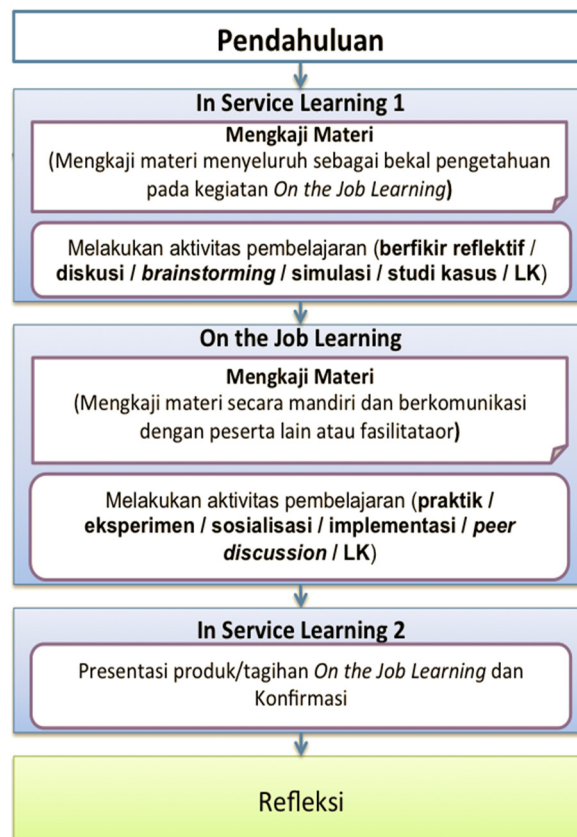 Pendahuluan
In Service Learning 1
Mengkaji Materi
(Mengkaji materi menyeluruh sebagai bekal pengetahuan
pada kegiatan On the Job Learning)
Melakukan aktivitas pembelajaran (berfikir reflektif /
diskusi / brainstorming / simulasi / studi kasus / LK)
On the Job Learning
Mengkaji Materi
(Mengkaji materi secara mandiri dan berkomunikasi
dengan peserta lain atau fasilitataor)
Melakukan aktivitas pembelajaran (praktik /
eksperimen / sosialisasi / implementasi / peer
discussion / LK)
In Service Learning 2
Presentasi produk/tagihan On the Job Learning dan
Konfirmasi
Refleksi